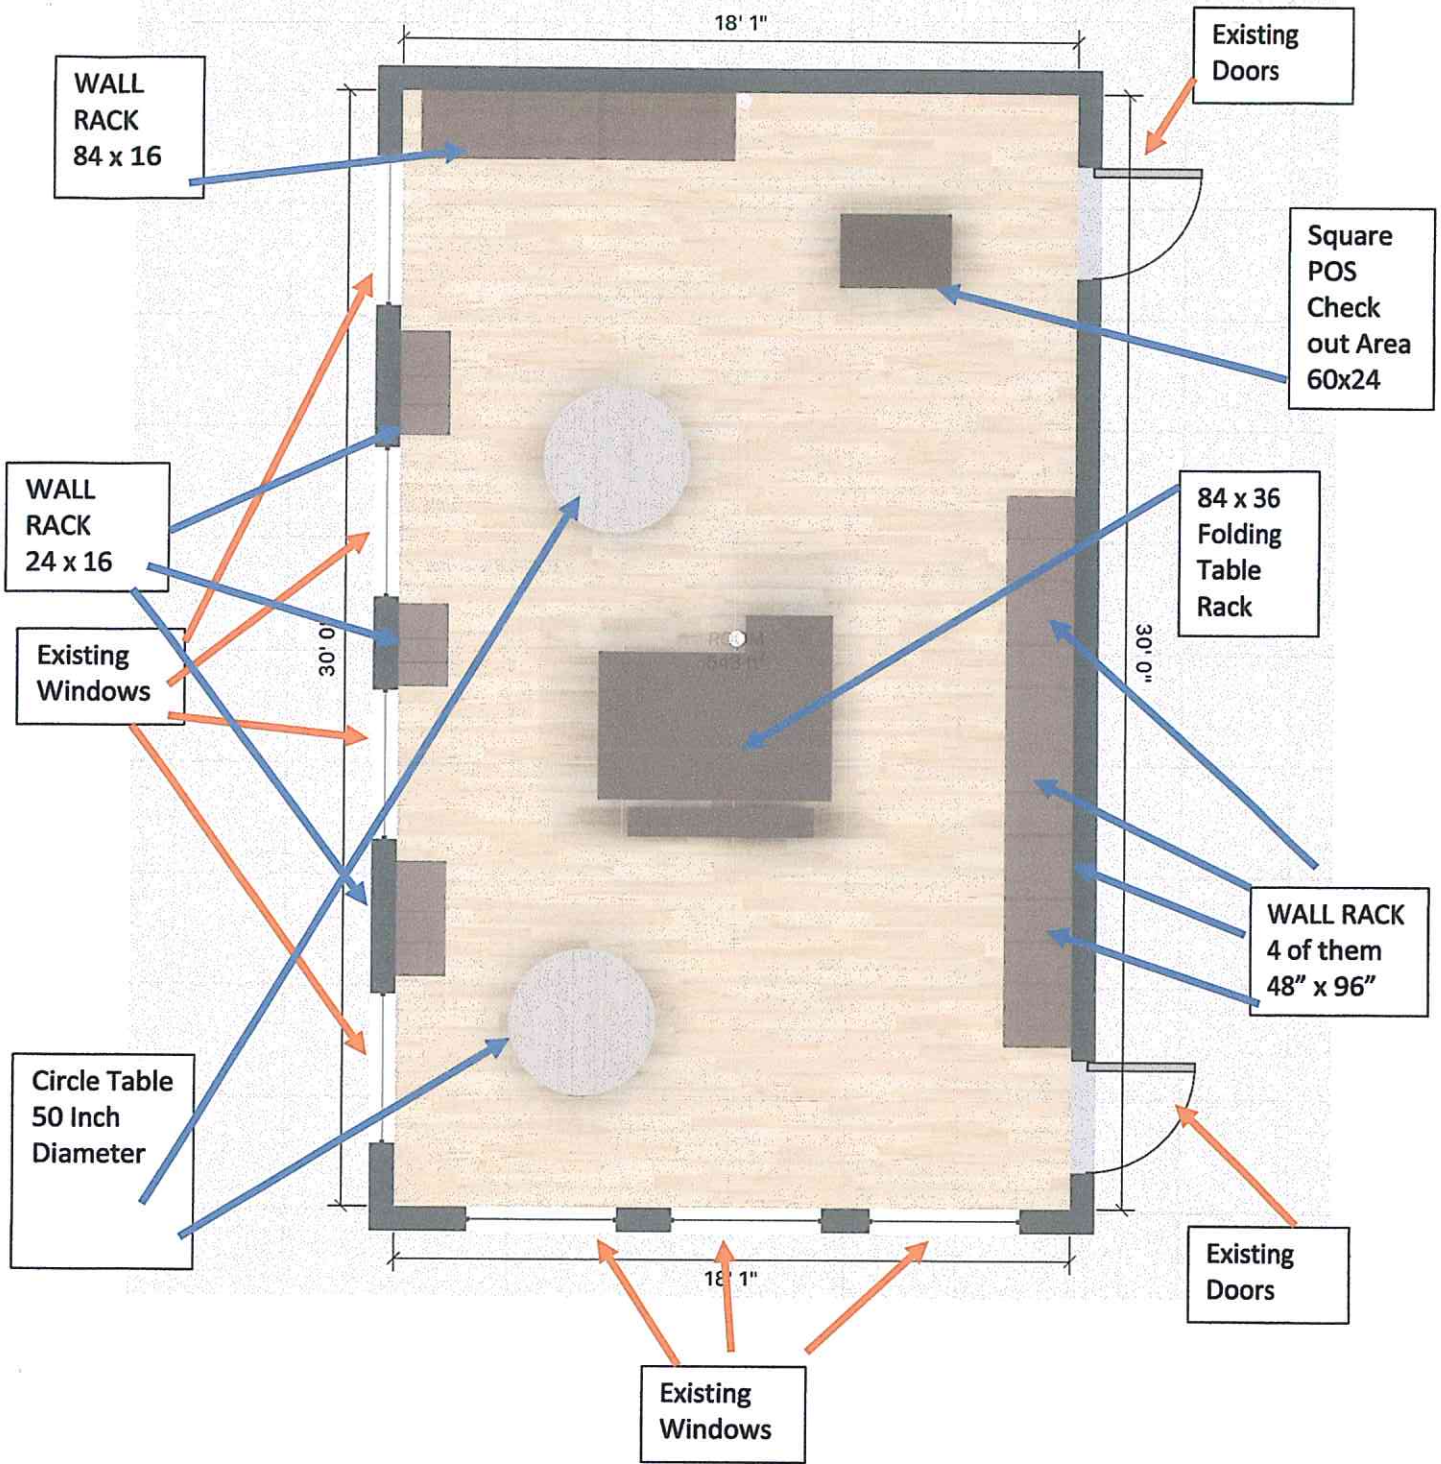 18' 1"
Existing
Doors
WALL
RACK
84 x 16
Square
POS
Check
out Area
60x24
WALL
RACK
24 x 16
84 x 36
Folding
Table
Rack
Existing
Windows
30' 0"
30' 0"
WALL RACK
4 of them
48” x 96”
Circle Table
50 Inch
Diameter
18' 1"
Existing
Doors
Existing
Windows